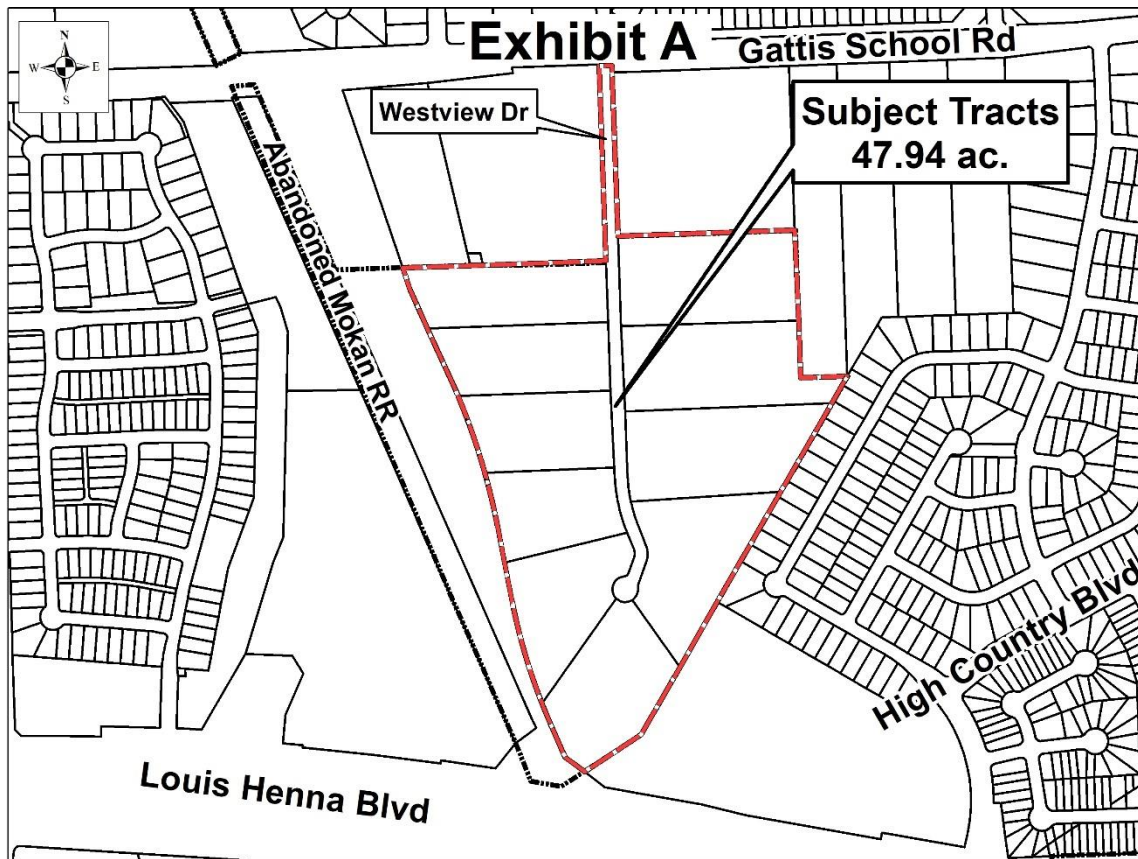 Exhibit A
Gattis School Rd
N
W E
S
Westview Dr
Subject Tracts
47.94 ac.
Abandoned Mokan RR
High Country Blvd
Louis Henna Blvd